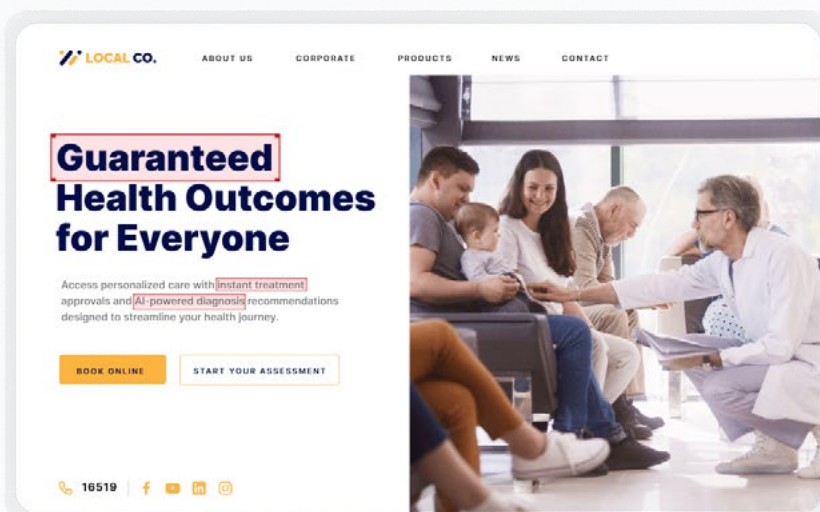 LOCAL CO.
ABOUT US
CORPORATE
PRODUCTS
NEWS
CONTACT
Guaranteed
Health Outcomes
for Everyone
Access personalized care with instant treatment
approvals and AI-powered diagnosis recommendations
designed to streamline your health journey.
BOOK ONLINE
START YOUR ASSESSMENT
16519